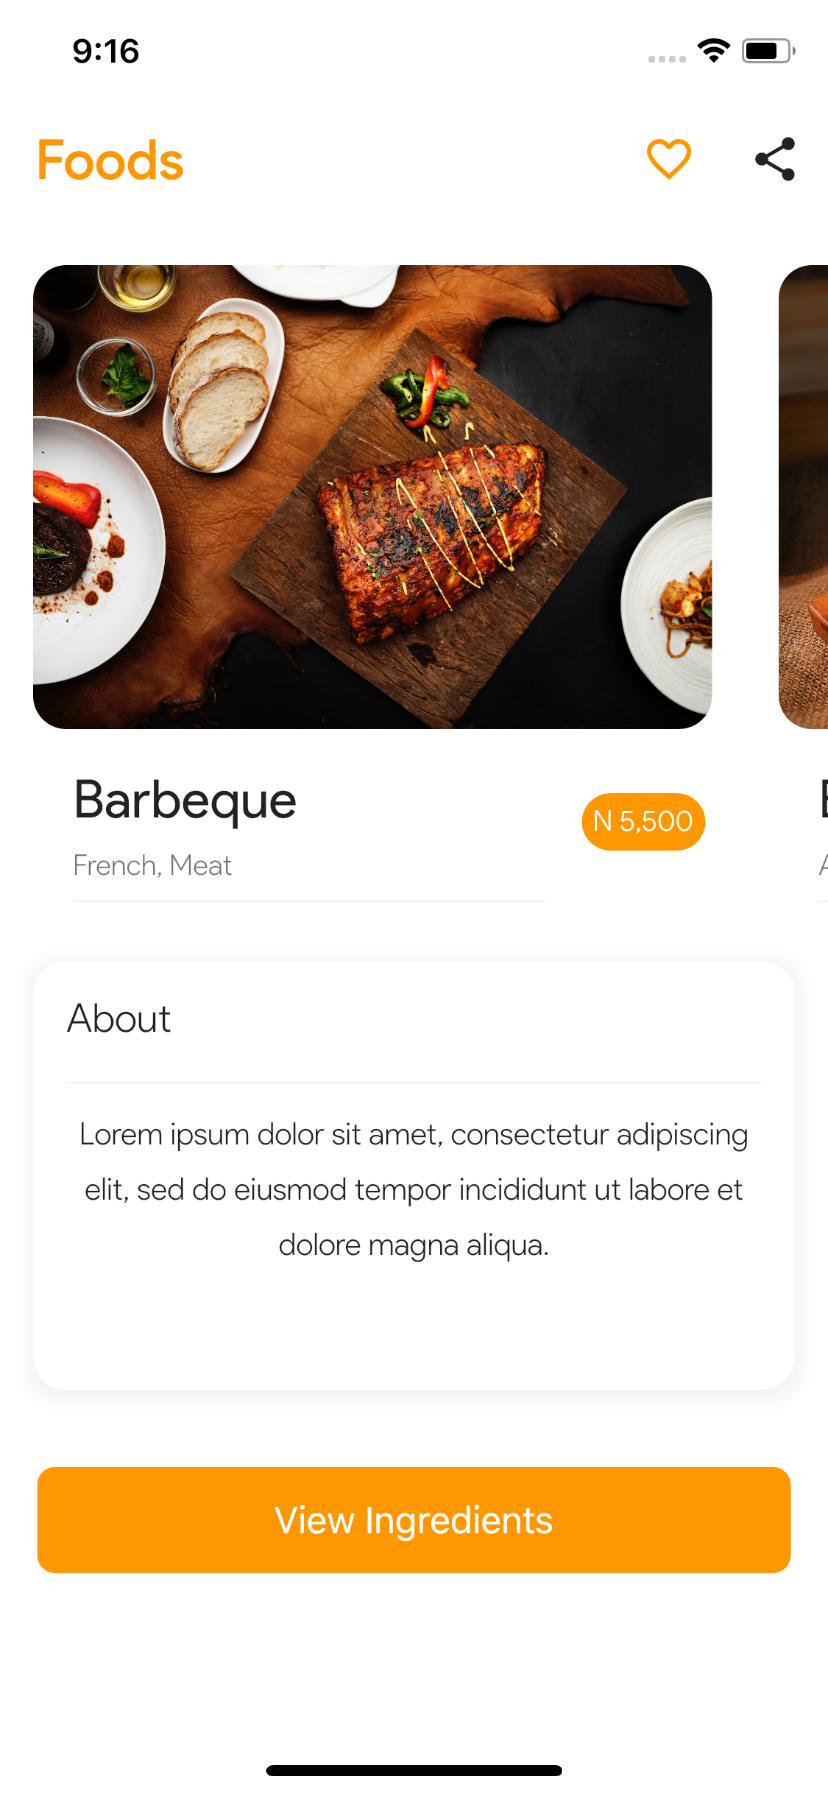 9:16
Foods
Barbeque
N 5,500
French, Meat
About
Lorem ipsum dolor sit amet, consectetur adipiscing
elit, sed do eiusmod tempor incididunt ut labore et
dolore magna aliqua.
View Ingredients